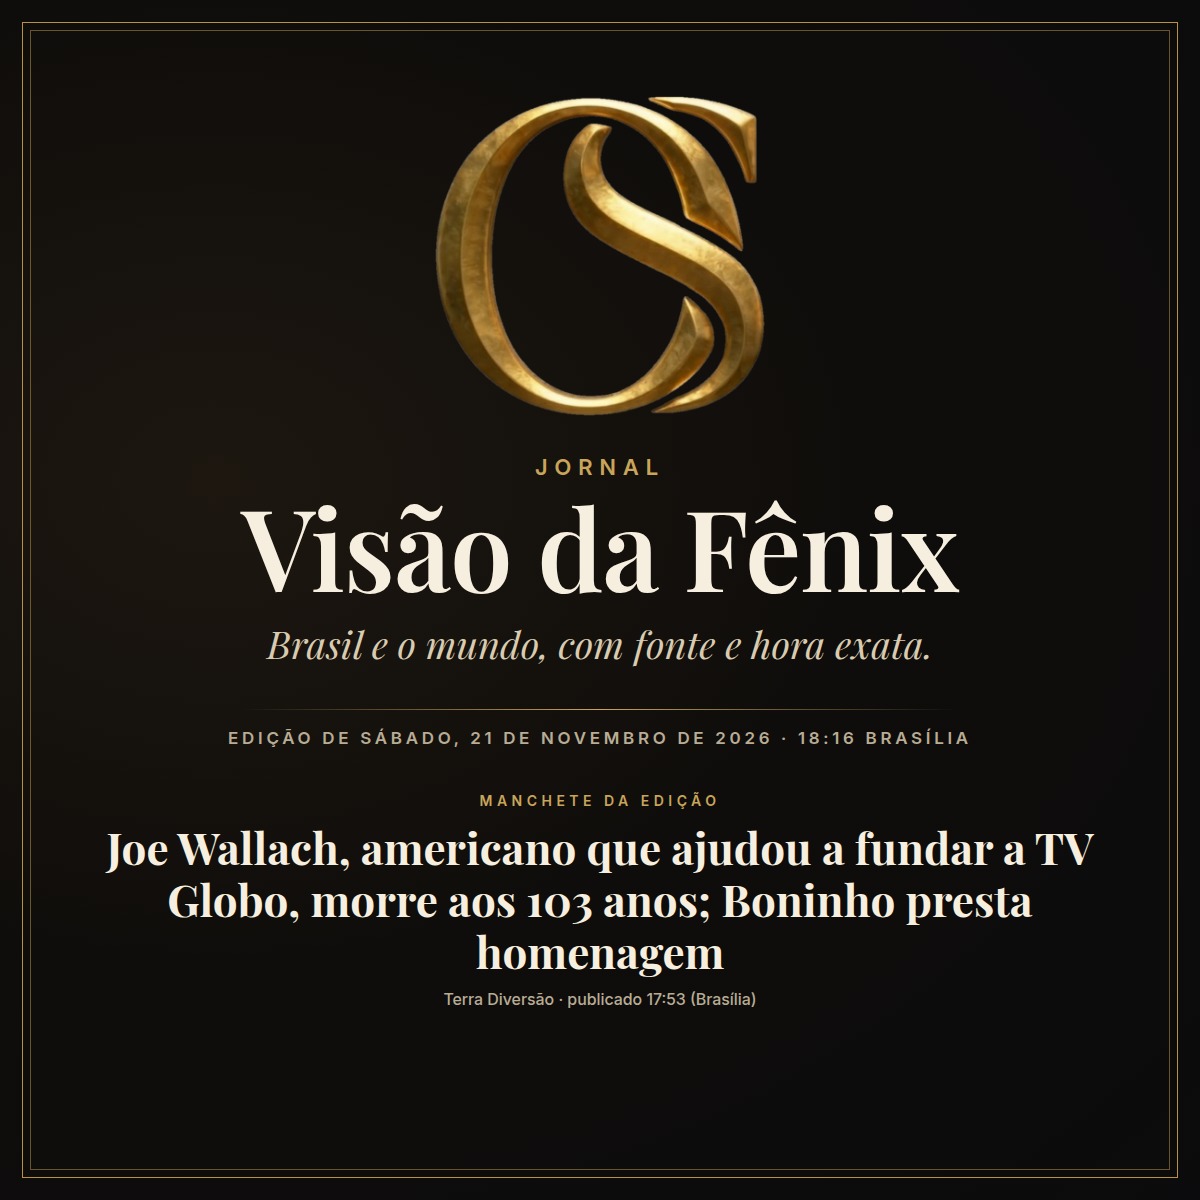 CS
JORNAL
Visão da Fênix
Brasil e o mundo, com fonte e hora exata.
EDIÇÃO DE SÁBADO, 21 DE NOVEMBRO DE 2026 · 18:16 BRASÍLIA
MANCHETE DA EDIÇÃO
Joe Wallach, americano que ajudou a fundar a TV
Globo, morre aos 103 anos; Boninho presta
homenagem
Terra Diversão · publicado 17:53 (Brasília)